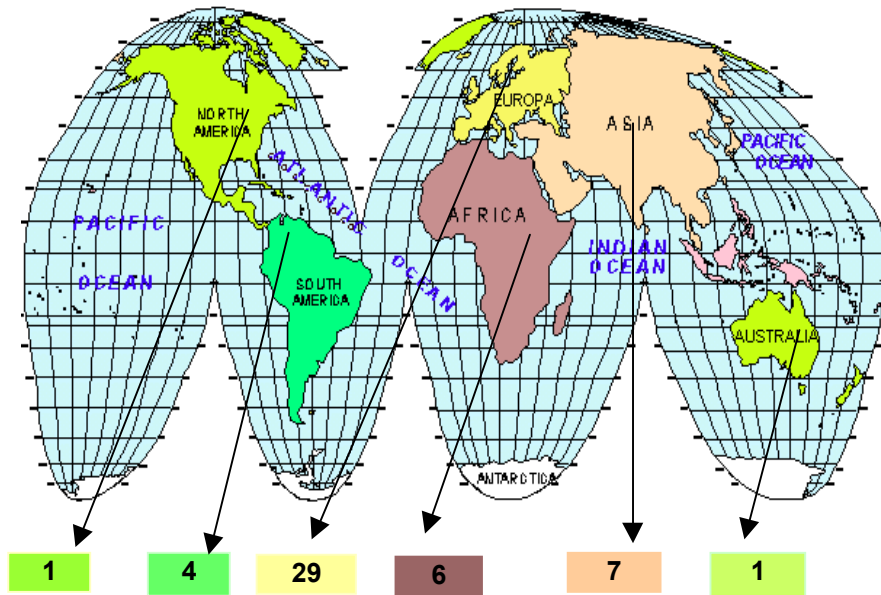 NORTH
AMERICA
ATLANTIC
OCEAN
PACIFIC
OCEAN
SOUTH
AMERICA
EUROPA
ASIA
AFRICA
PACIFIC
OCEAN
INDIAN
OCEAN
AUSTRALIA
ANTARCTICA
1 4 29 6 7 1